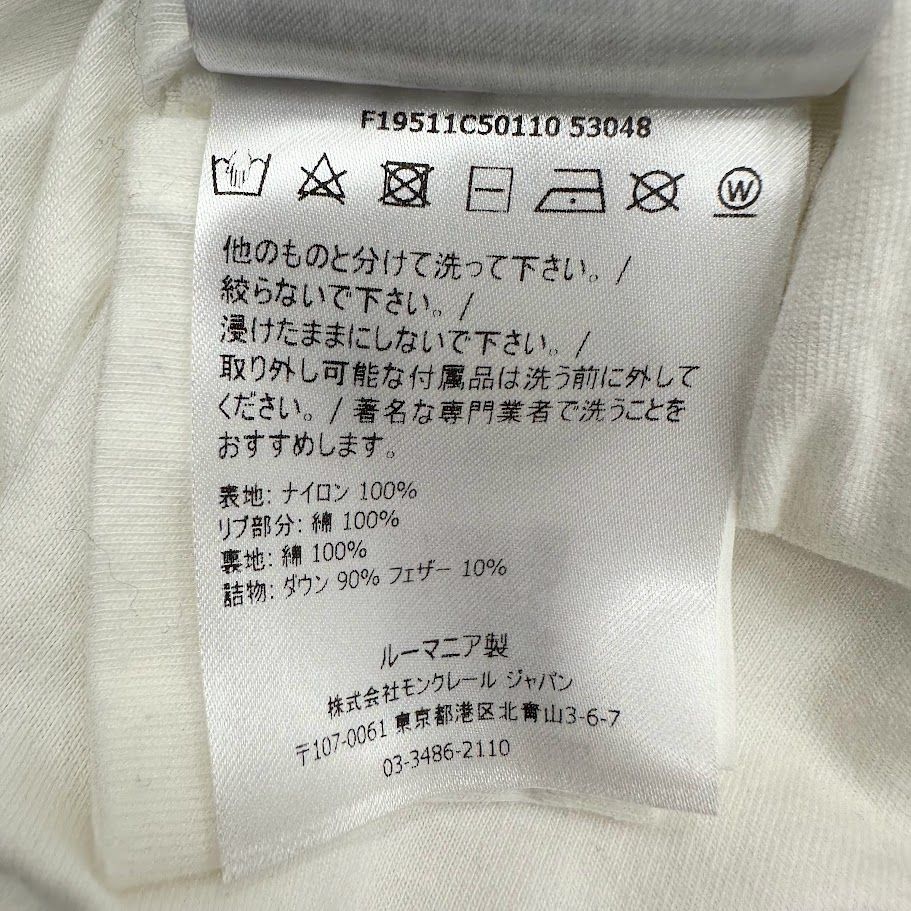 F19511C50110 53048
W
他のものと分けて洗って下さい。/
絞らないで下さい。/
浸けたままにしないで下さい。/
取り外し可能な付属品は洗う前に外して
ください。/ 著名な専門業者で洗うことを
おすすめします。
表地: ナイロン 100%
リブ部分: 綿 100%
裏地: 綿 100%
詰物: ダウン 90% フェザー 10%
ルーマニア製
株式会社モンクレール ジャパン
〒107-0061 東京都港区北青山3-6-7
03-3486-2110